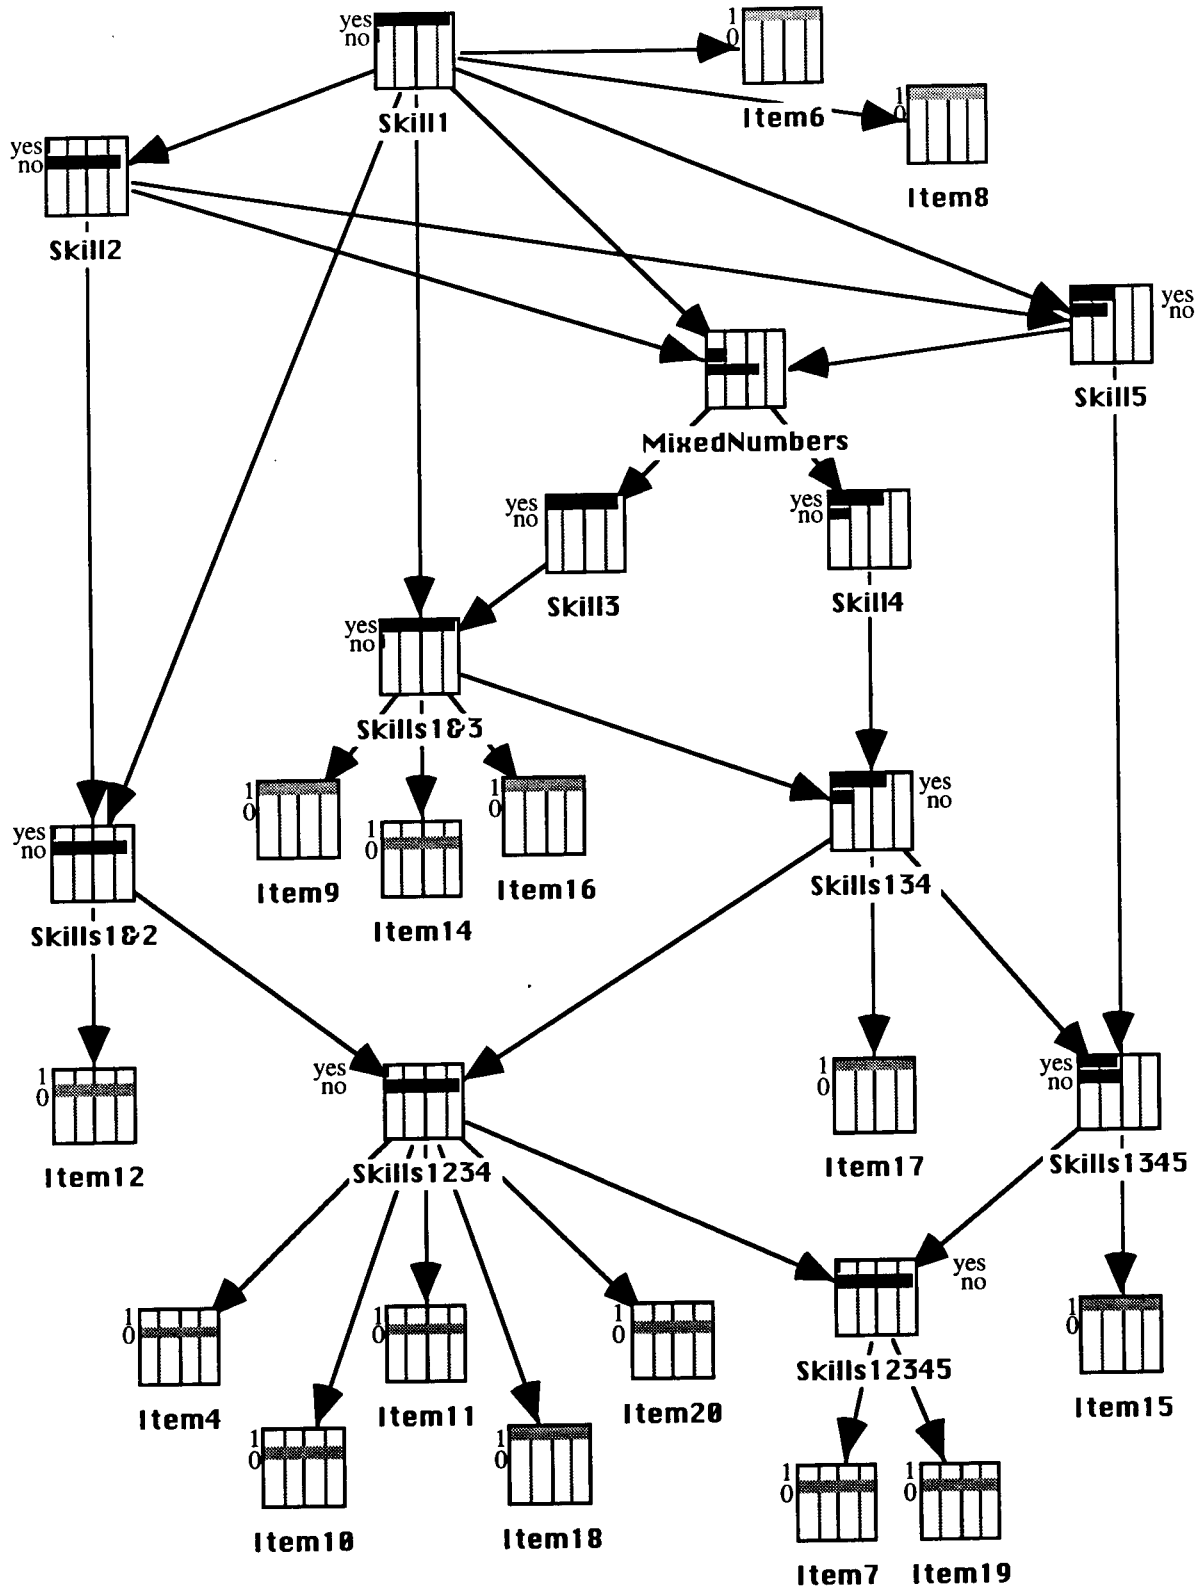 yes
no
Skill1
1
0
Item6
1
0
Item8
yes
no
Skill2
yes
no
Skill5
MixedNumbers
yes
no
Skill3
yes
no
Skill4
yes
no
Skills1&3
1
0
Item9
1
0
Item14
1
0
Item16
yes
no
Skills134
yes
no
Skills1&2
1
0
Item12
yes
no
Skills1234
1
0
Item17
yes
no
Skills1345
1
0
Item4
1
0
Item10
1
0
Item11
1
0
Item18
1
0
Item20
yes
no
Skills12345
1
0
Item15
1
0
Item7
1
0
Item19